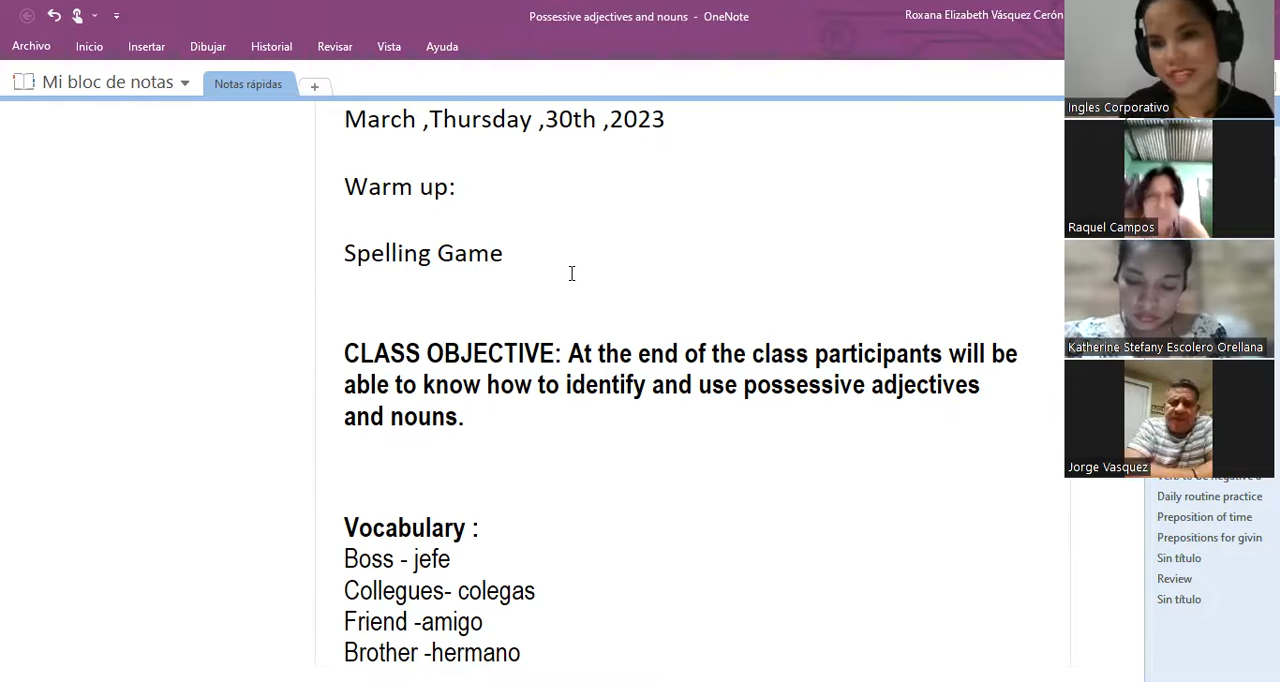 Possessive adjectives and nouns - OneNote
Roxana Elizabeth Vásquez Cerón
Archivo
Inicio
Insertar
Dibujar
Historial
Revisar
Vista
Ayuda
Mi bloc de notas
Notas rápidas
March ,Thursday ,30th ,2023
Warm up:
Spelling Game
CLASS OBJECTIVE: At the end of the class participants will be
able to know how to identify and use possessive adjectives
and nouns.
Vocabulary :
Boss - jefe
Collegues- colegas
Friend -amigo
Brother -hermano
Ingles Corporativo
Raquel Campos
Katherine Stefany Escolero Orellana
Jorge Vasquez
Daily routine practice
Preposition of time
Prepositions for givin
Sin título
Review
Sin título